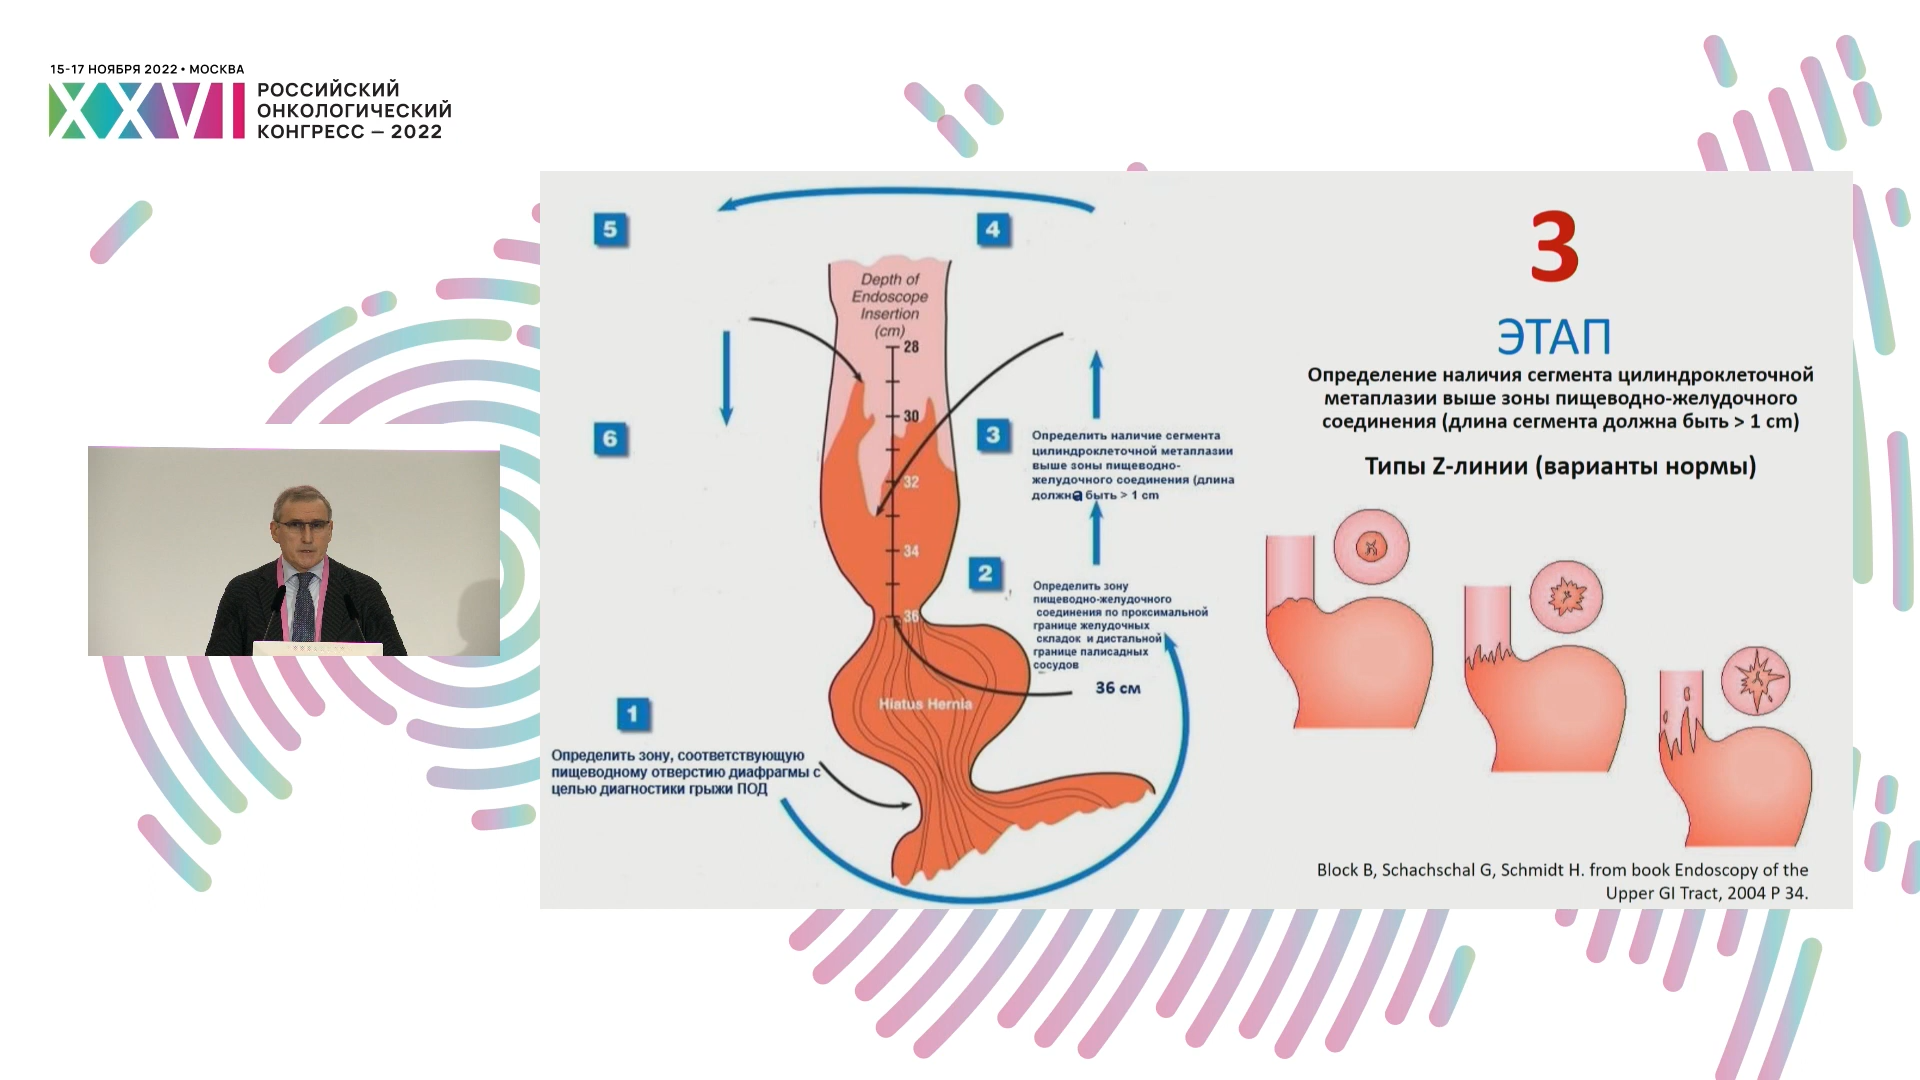 15-17 НОЯБРЯ 2022 • МОСКВА
XXVI
РОССИЙСКИЙ
ОНКОЛОГИЧЕСКИЙ
КОНГРЕСС – 2022
5
4
Depth of
Endoscope
Insertion
(cm)
28
30
32
34
36
6
3
Определить наличие сегмента
цилиндроклеточной метаплазии
выше зоны пищеводно-
желудочного соединения (длина
должна быть > 1 cm
2
Определить зону
пищеводно-желудочного
соединения по проксимальной
границе желудочных
складок и дистальной
границе палисадных
сосудов
36 см
Hiatus Hernia
1
Определить зону, соответствующую
пищеводному отверстию диафрагмы с
целью диагностики грыжи ПОД
3
ЭТАП
Определение наличия сегмента цилиндроклеточной
метаплазии выше зоны пищеводно-желудочного
соединения (длина сегмента должна быть > 1 cm)
Типы Z-линии (варианты нормы)
Block B, Schachschal G, Schmidt H. from book Endoscopy of the
Upper GI Tract, 2004 P 34.